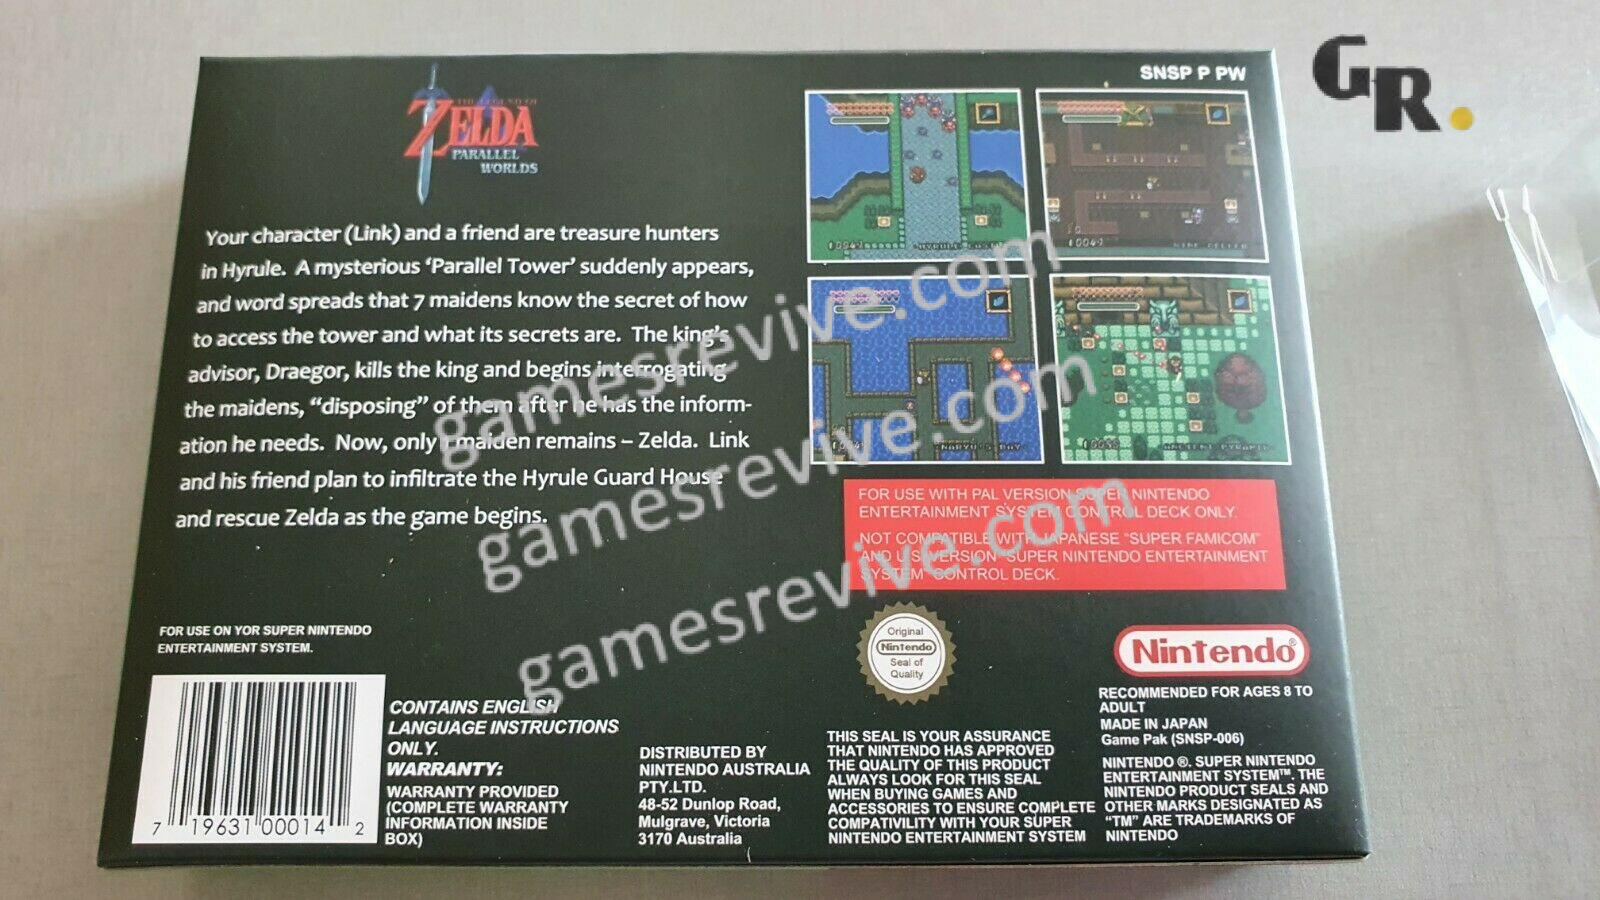 GR.
SNSP P PW
THE LEGEND OF
ZELDA
PARALLEL
WORLDS
Your character (Link) and a friend are treasure hunters
in Hyrule. A mysterious ‘Parallel Tower’ suddenly appears,
and word spreads that 7 maidens know the secret of how
to access the tower and what its secrets are. The king's
advisor, Draegor, kills the king and begins interrogating
the maidens, “disposing” of them after he has the inform-
ation he needs. Now, only 1 maiden remains – Zelda. Link
and his friend plan to infiltrate the Hyrule Guard House
and rescue Zelda as the game begins.
gamesrevive.com
gamesrevive.com
gamesrevive.com
ANCIENT PYRAMID
FOR USE WITH PAL VERSION SUPER NINTENDO
ENTERTAINMENT SYSTEM CONTROL DECK ONLY.
NOT COMPATIBLE WITH JAPANESE "SUPER FAMICOM"
AND U.S. VERSION SUPER NINTENDO ENTERTAINMENT
SYSTEM CONTROL DECK.
FOR USE ON YOR SUPER NINTENDO
ENTERTAINMENT SYSTEM.
7 19631 00014 2
CONTAINS ENGLISH
LANGUAGE INSTRUCTIONS
ONLY.
WARRANTY:
WARRANTY PROVIDED
(COMPLETE WARRANTY
INFORMATION INSIDE
BOX)
DISTRIBUTED BY
NINTENDO AUSTRALIA
PTY.LTD.
48-52 Dunlop Road,
Mulgrave, Victoria
3170 Australia
Original
Nintendo
Seal of
Quality
THIS SEAL IS YOUR ASSURANCE
THAT NINTENDO HAS APPROVED
THE QUALITY OF THIS PRODUCT
ALWAYS LOOK FOR THIS SEAL
WHEN BUYING GAMES AND
ACCESSORIES TO ENSURE COMPLETE
COMPATIVILITY WITH YOUR SUPER
NINTENDO ENTERTAINMENT SYSTEM
Nintendo®
RECOMMENDED FOR AGES 8 TO
ADULT
MADE IN JAPAN
Game Pak (SNSP-006)
NINTENDO ®. SUPER NINTENDO
ENTERTAINMENT SYSTEM™. THE
NINTENDO PRODUCT SEALS AND
OTHER MARKS DESIGNATED AS
“TM” ARE TRADEMARKS OF
NINTENDO